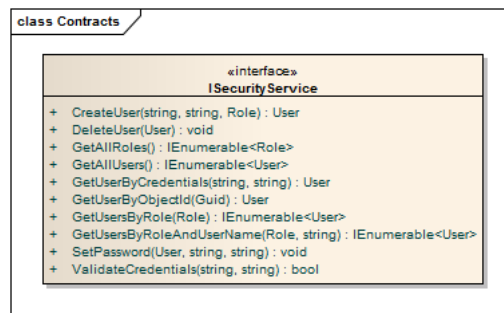 class Contracts
«interface»
ISecurityService
+ CreateUser(string, string, Role) : User
+ DeleteUser(User) : void
+ GetAllRoles() : IEnumerable<Role>
+ GetAllUsers() : IEnumerable<User>
+ GetUserByCredentials(string, string) : User
+ GetUserByObjectId(Guid) : User
+ GetUsersByRole(Role) : IEnumerable<User>
+ GetUsersByRoleAndUserName(Role, string) : IEnumerable<User>
+ SetPassword(User, string, string) : void
+ ValidateCredentials(string, string) : bool